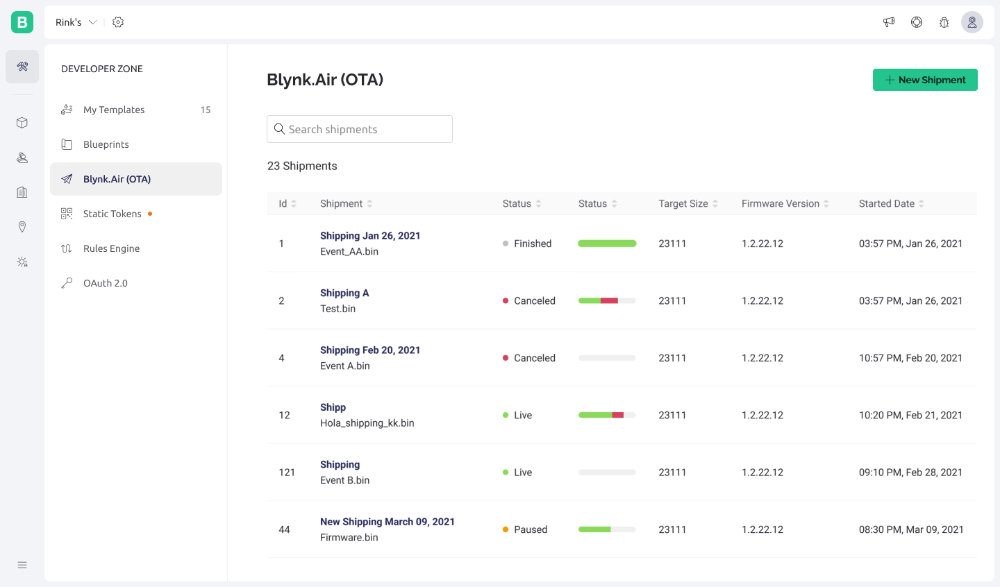 B
Rink's
DEVELOPER ZONE
My Templates 15
Blueprints
Blynk.Air (OTA)
Static Tokens
Rules Engine
OAuth 2.0
Blynk.Air (OTA)
New Shipment
Search shipments
23 Shipments
Id Shipment Status Status Target Size Firmware Version Started Date
1 Shipping Jan 26, 2021 Finished 23111 1.2.22.12 03:57 PM, Jan 26, 2021
Event_AA.bin
2 Shipping A Canceled 23111 1.2.22.12 03:57 PM, Jan 26, 2021
Test.bin
4 Shipping Feb 20, 2021 Canceled 23111 1.2.22.12 10:57 PM, Feb 20, 2021
Event A.bin
12 Shipp Live 23111 1.2.22.12 10:20 PM, Feb 21, 2021
Hola_shipping_kk.bin
121 Shipping Live 23111 1.2.22.12 09:10 PM, Feb 28, 2021
Event B.bin
44 New Shipping March 09, 2021 Paused 23111 1.2.22.12 08:30 PM, Mar 09, 2021
Firmware.bin